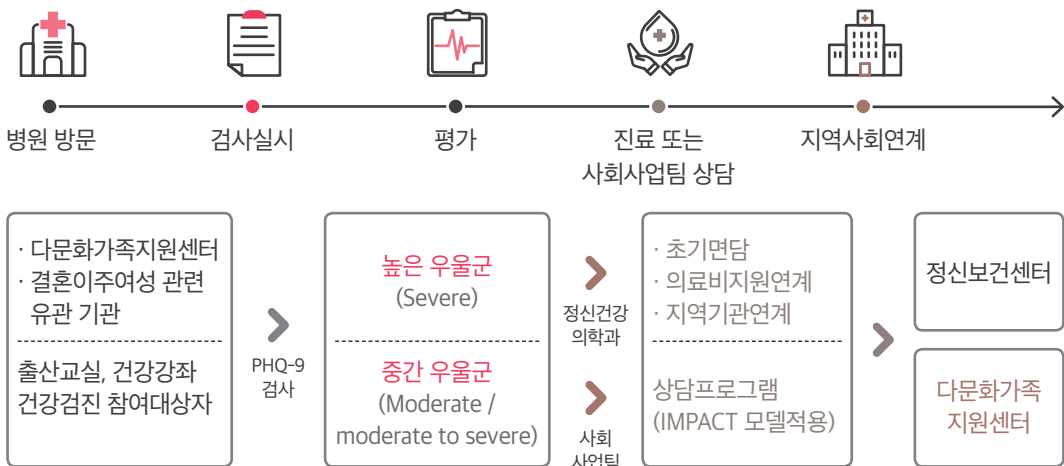 병원 방문
검사실시
평가
진료 또는
사회사업팀 상담
지역사회연계
· 다문화가족지원센터
· 결혼이주여성 관련
유관 기관
출산교실, 건강강좌
건강검진 참여대상자
PHQ-9
검사
높은 우울군
(Severe)
중간 우울군
(Moderate /
moderate to severe)
정신건강
의학과
사회
사업팀
· 초기면담
· 의료비지원연계
· 지역기관연계
상담프로그램
(IMPACT 모델적용)
정신보건센터
다문화가족
지원센터